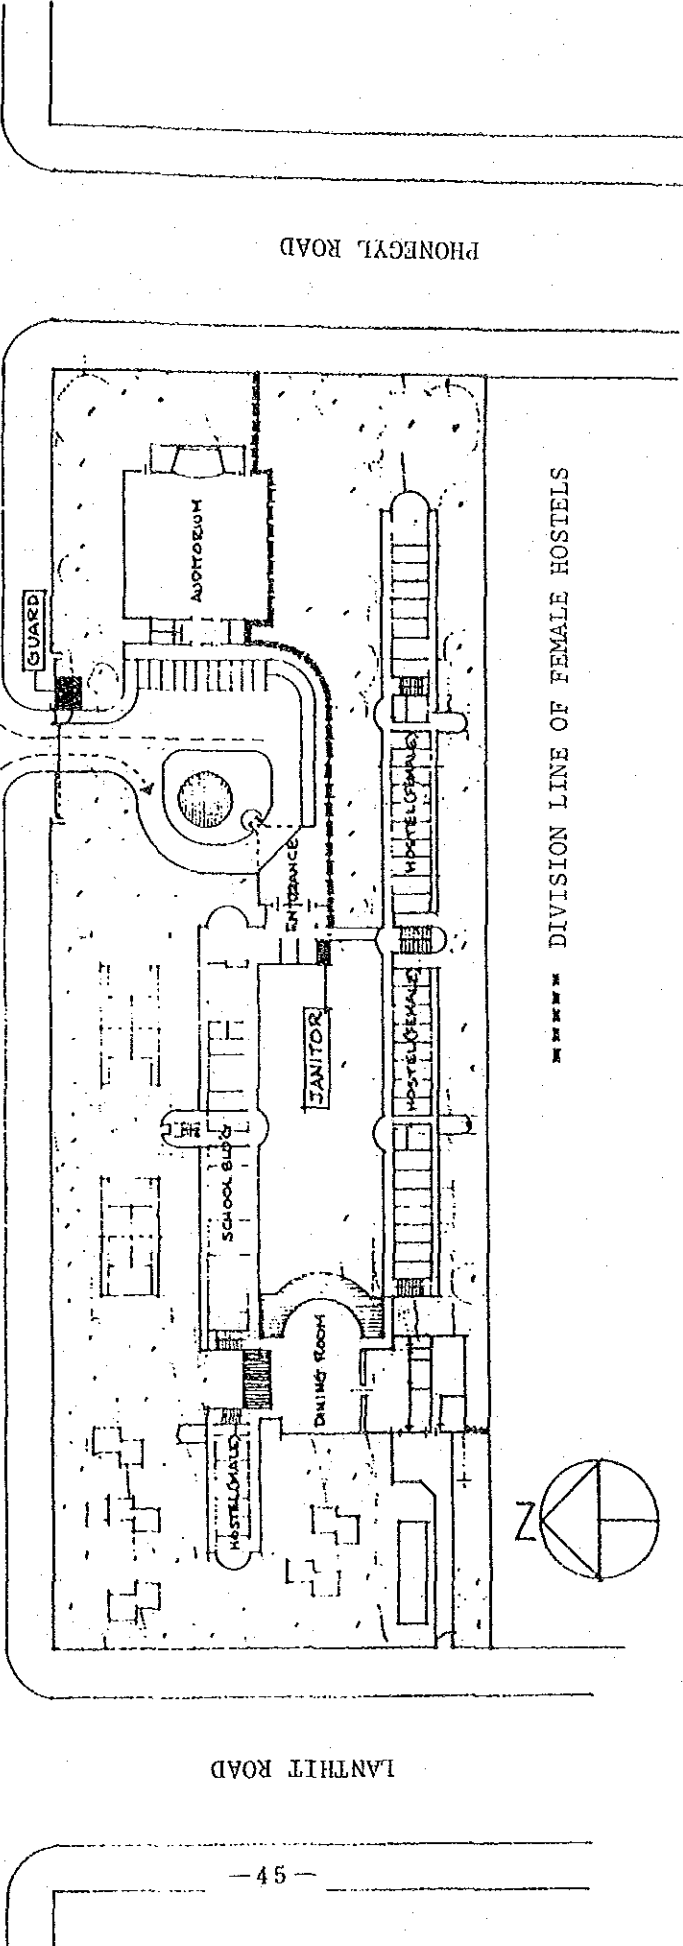 PHONEGYL ROAD
AUDITORIUM
GUARD
HOSTEL(FEMALE)
ENTRANCE
HOSTEL(FEMALE)
JANITOR
SCHOOL BLDG
DINING ROOM
HOSTEL(MALE)
DIVISION LINE OF FEMALE HOSTELS
N
LANTHIT ROAD
—45—